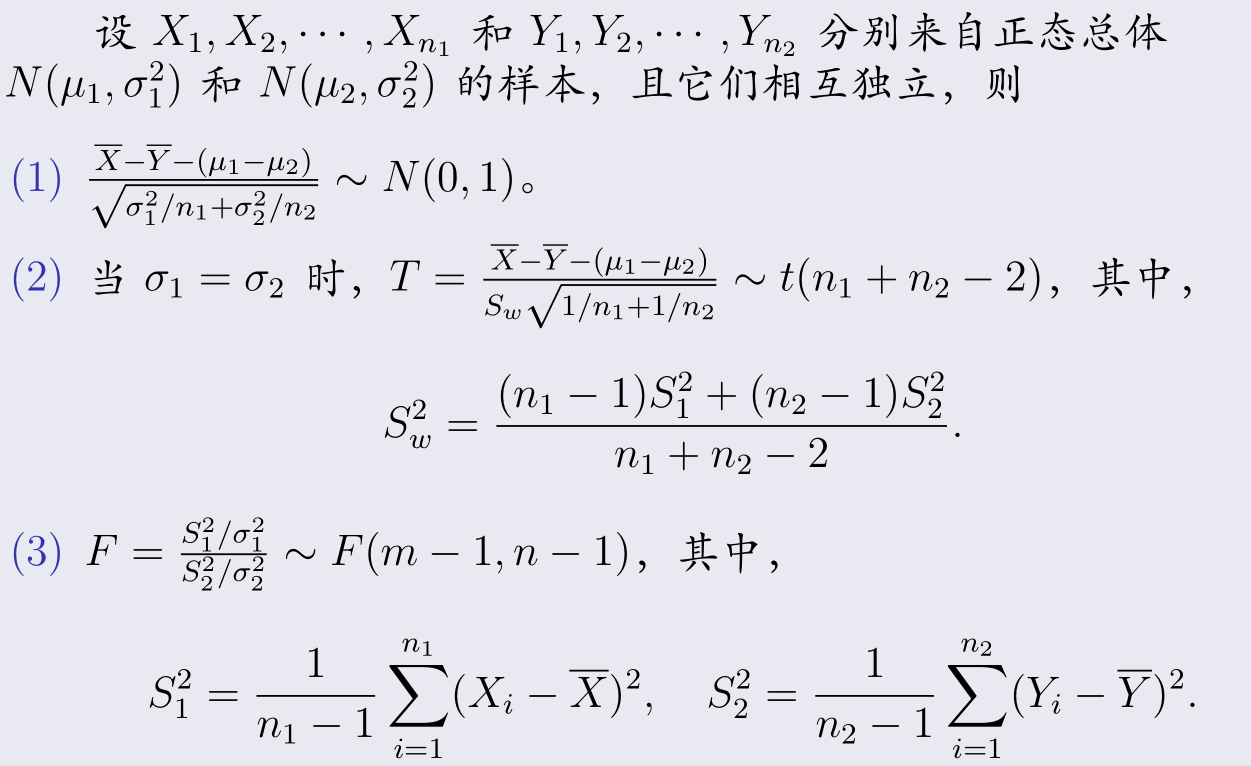 设 $X_1, X_2, \cdots, X_{n_1}$ 和 $Y_1, Y_2, \cdots, Y_{n_2}$ 分别来自正态总体
$N(\mu_1, \sigma_1^2)$ 和 $N(\mu_2, \sigma_2^2)$ 的样本，且它们相互独立，则
(1) $\frac{\overline{X}-\overline{Y}-(\mu_1-\mu_2)}{\sqrt{\sigma_1^2/n_1+\sigma_2^2/n_2}} \sim N(0,1)$。
(2) 当 $\sigma_1 = \sigma_2$ 时，$T = \frac{\overline{X}-\overline{Y}-(\mu_1-\mu_2)}{S_w\sqrt{1/n_1+1/n_2}} \sim t(n_1+n_2-2)$，其中，
$S_w^2 = \frac{(n_1-1)S_1^2+(n_2-1)S_2^2}{n_1+n_2-2}.$
(3) $F = \frac{S_1^2/\sigma_1^2}{S_2^2/\sigma_2^2} \sim F(m-1, n-1)$，其中，
$S_1^2 = \frac{1}{n_1-1}\sum_{i=1}^{n_1}(X_i-\overline{X})^2, \quad S_2^2 = \frac{1}{n_2-1}\sum_{i=1}^{n_2}(Y_i-\overline{Y})^2.$